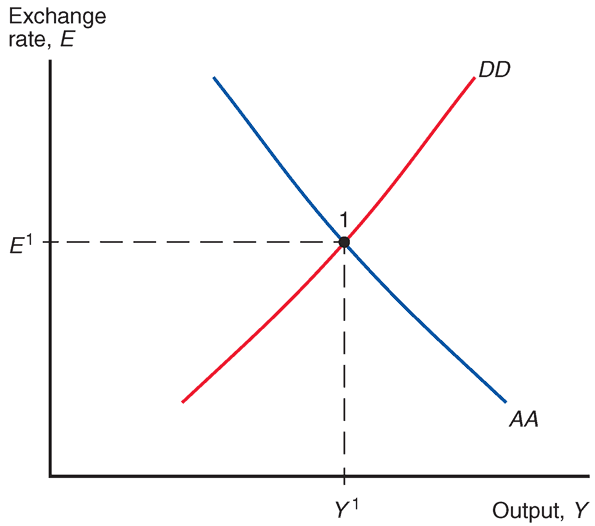 Exchange
rate, E
DD
1
E¹
AA
Y¹
Output, Y